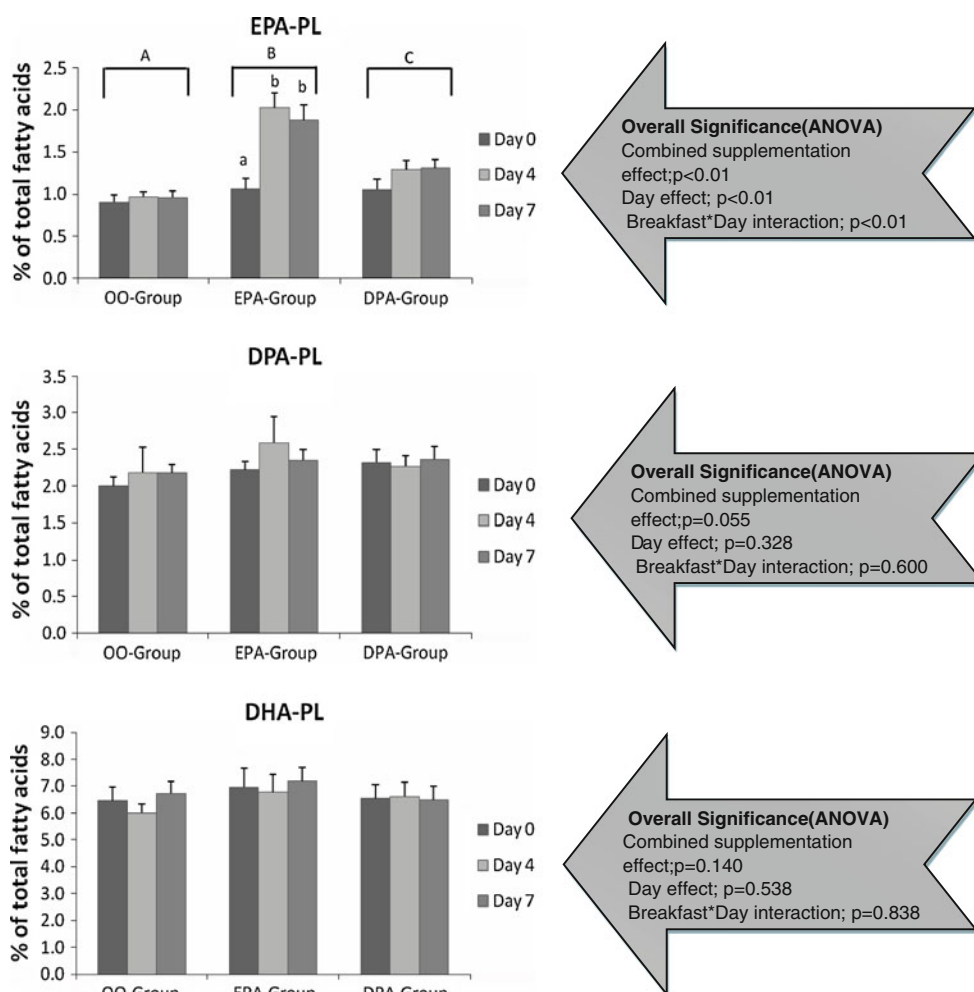 EPA-PL
A
B
C
b
b
a
% of total fatty acids
2.5
2.0
1.5
1.0
0.5
0.0
Day 0
Day 4
Day 7
OO-Group
EPA-Group
DPA-Group
Overall Significance(ANOVA)
Combined supplementation
effect;p<0.01
Day effect; p<0.01
Breakfast*Day interaction; p<0.01
DPA-PL
% of total fatty acids
3.5
3.0
2.5
2.0
1.5
1.0
0.5
0.0
Day 0
Day 4
Day 7
OO-Group
EPA-Group
DPA-Group
Overall Significance(ANOVA)
Combined supplementation
effect;p=0.055
Day effect; p=0.328
Breakfast*Day interaction; p=0.600
DHA-PL
% of total fatty acids
9.0
8.0
7.0
6.0
5.0
4.0
3.0
2.0
1.0
0.0
Day 0
Day 4
Day 7
OO-Group
EPA-Group
DPA-Group
Overall Significance(ANOVA)
Combined supplementation
effect;p=0.140
Day effect; p=0.538
Breakfast*Day interaction; p=0.838